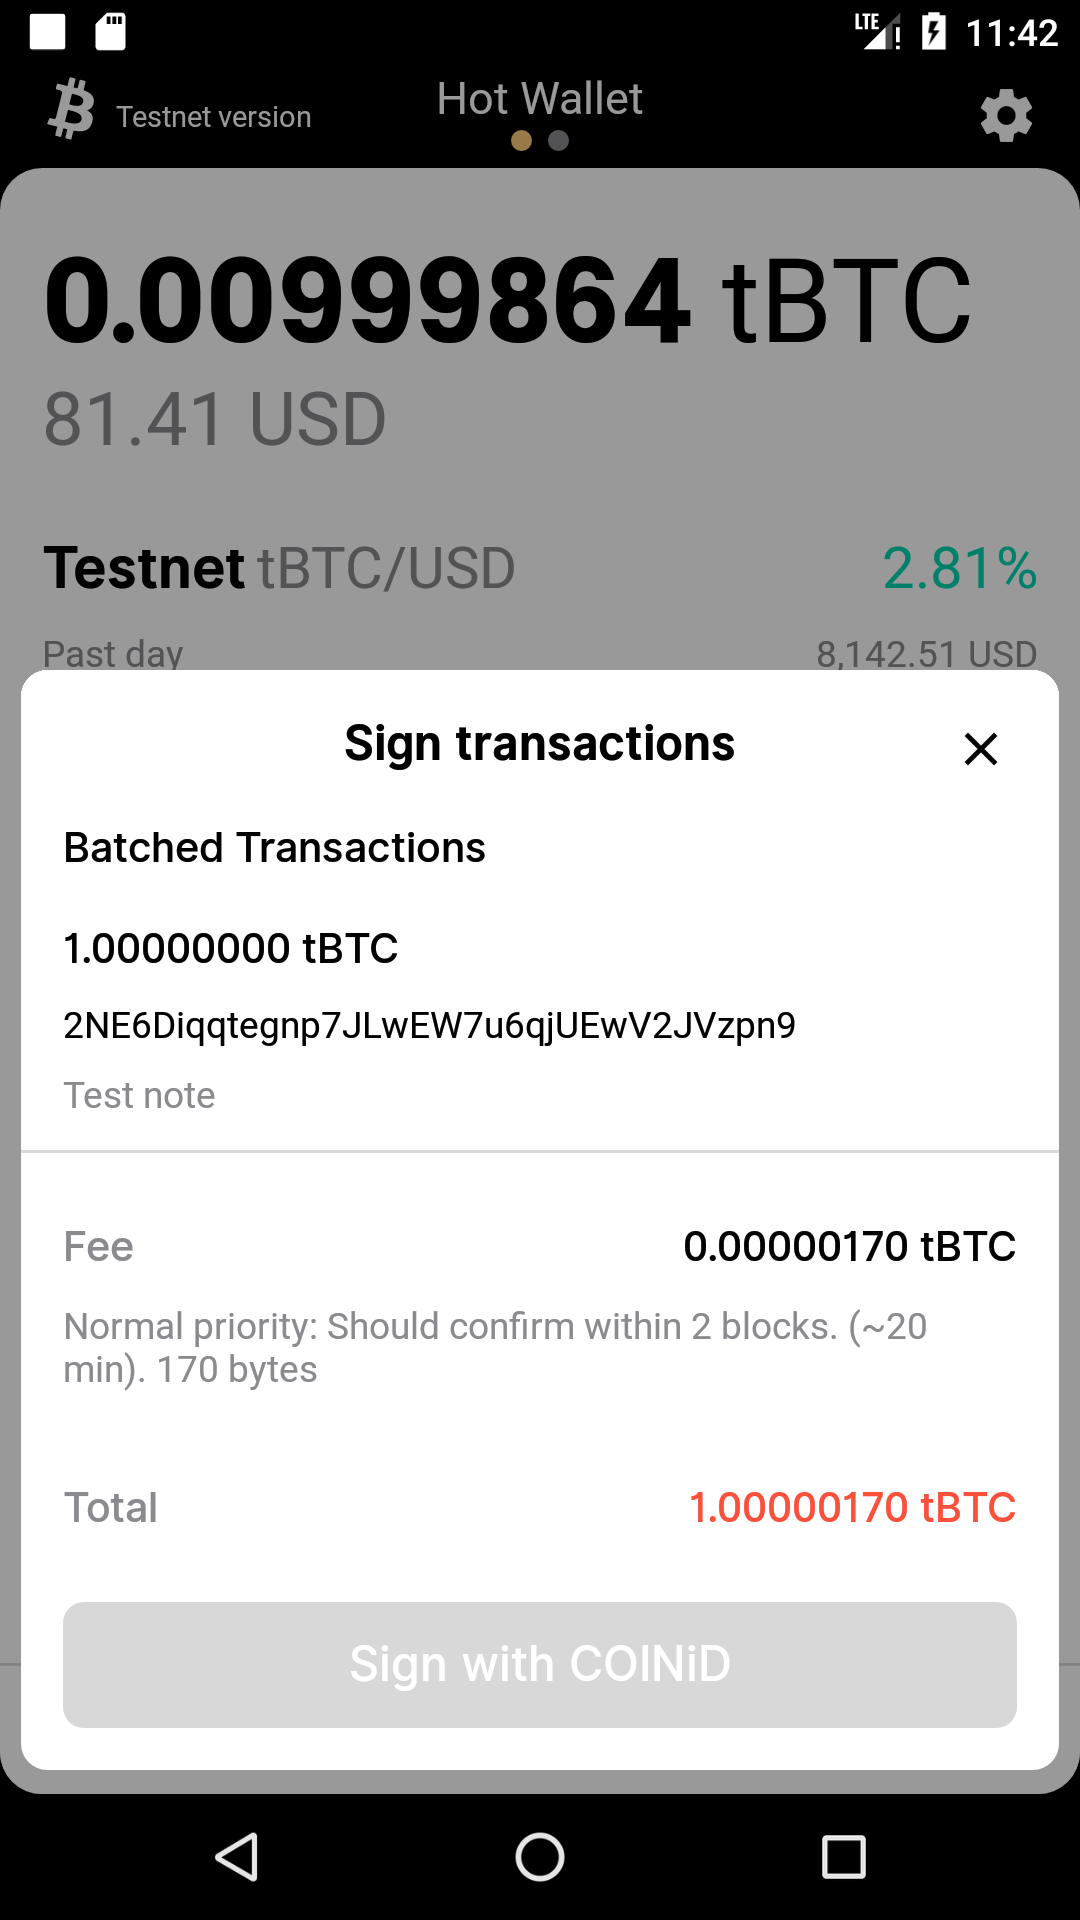 LTE 11:42
Testnet version
Hot Wallet
0.00999864 tBTC
81.41 USD
Testnet tBTC/USD 2.81%
Past day 8,142.51 USD
Sign transactions
Batched Transactions
1.00000000 tBTC
2NE6Diqqtegnp7JLwEW7u6qjUEwV2JVzpn9
Test note
Fee 0.00000170 tBTC
Normal priority: Should confirm within 2 blocks. (~20
min). 170 bytes
Total 1.00000170 tBTC
Sign with COINiD